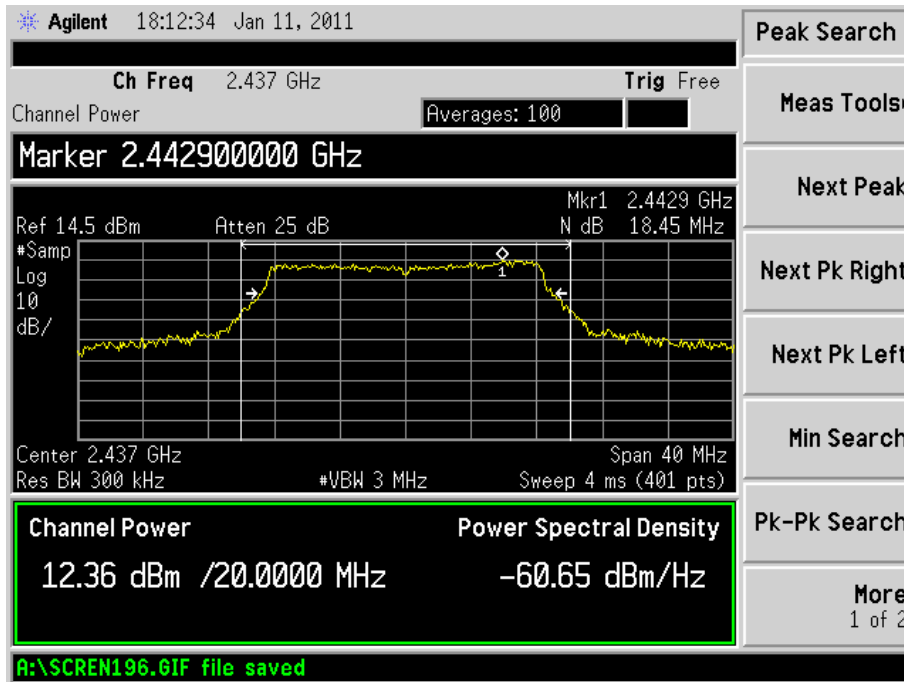 Agilent 18:12:34 Jan 11, 2011
Peak Search
Ch Freq 2.437 GHz Trig Free
Channel Power Averages: 100
Meas Tools
Marker 2.442900000 GHz
Next Peak
Mkr1 2.4429 GHz
Ref 14.5 dBm Atten 25 dB N dB 18.45 MHz
#Samp
Log
10
dB/
1
Next Pk Right
Next Pk Left
Min Search
Center 2.437 GHz Span 40 MHz
Res BW 300 kHz #VBW 3 MHz Sweep 4 ms (401 pts)
Pk-Pk Search
Channel Power Power Spectral Density
12.36 dBm /20.0000 MHz -60.65 dBm/Hz
More
1 of 2
A:\SCREN196.GIF file saved